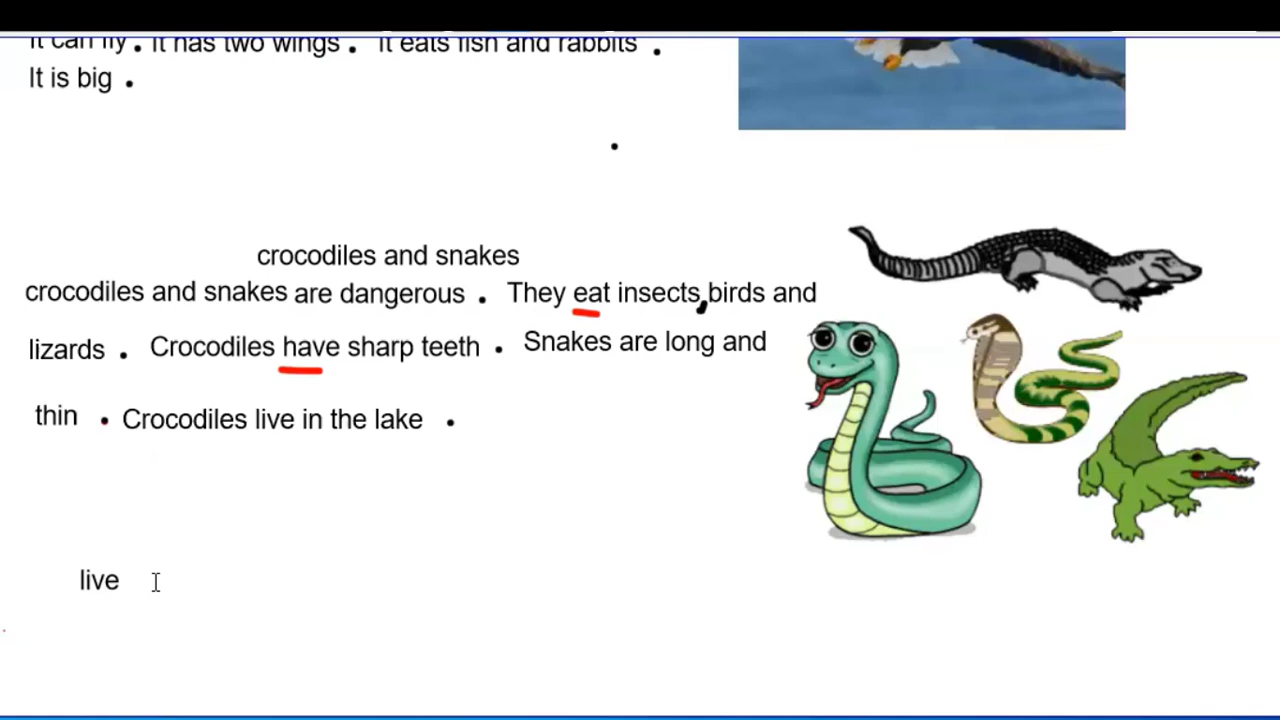 It can fly . It has two wings . It eats fish and rabbits .
It is big .
.
crocodiles and snakes
crocodiles and snakes are dangerous . They eat insects,birds and
lizards . Crocodiles have sharp teeth . Snakes are long and
thin . Crocodiles live in the lake .
live